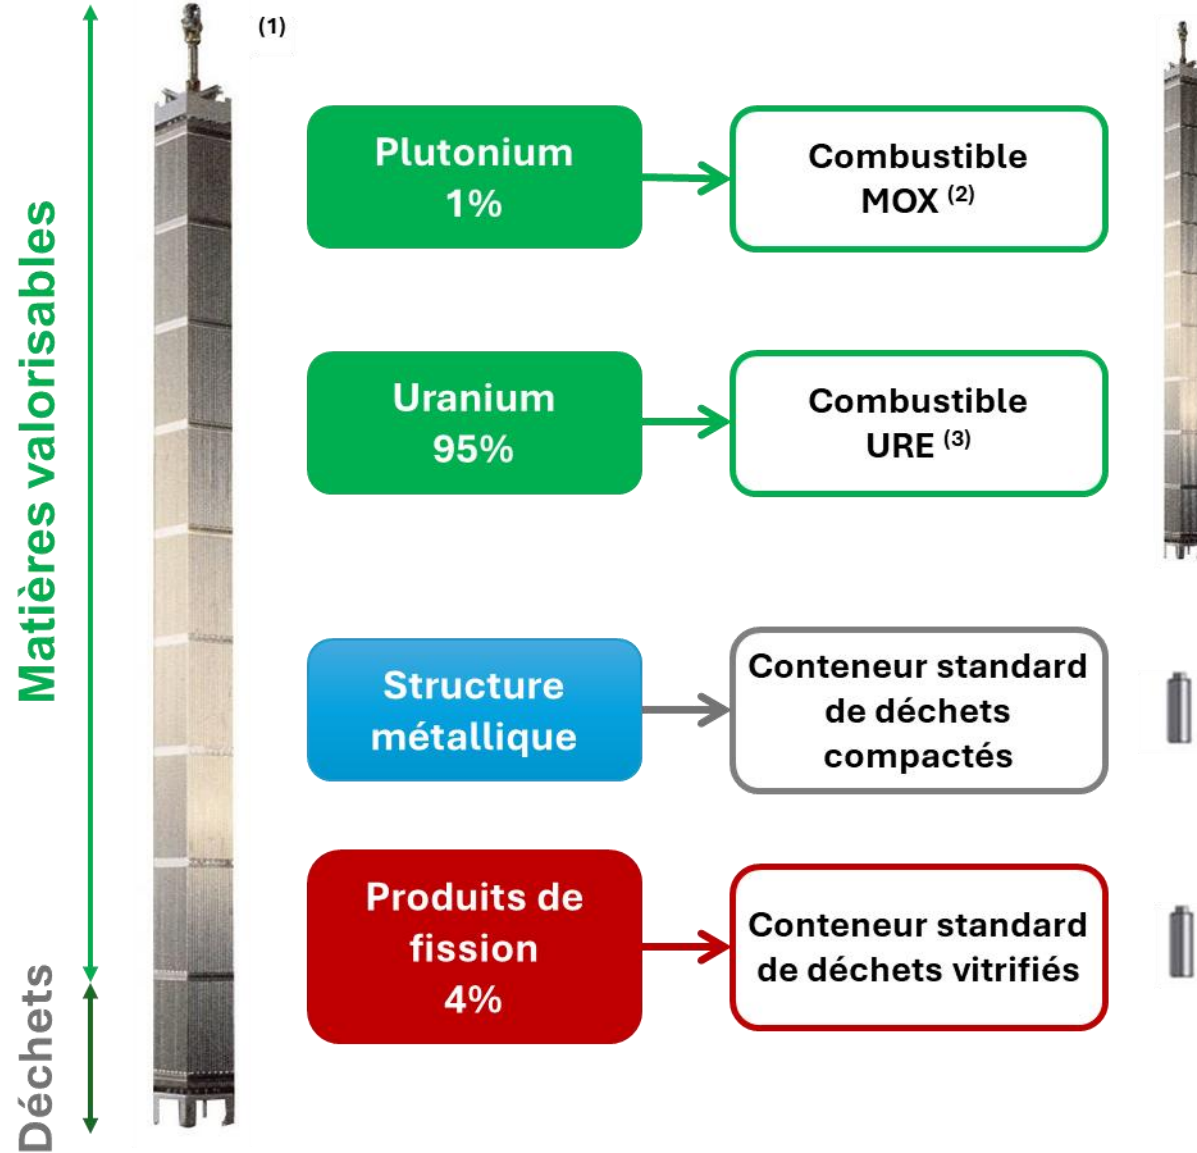 (1)
Matières valorisables
Déchets
Plutonium
1%
Combustible
MOX (2)
Uranium
95%
Combustible
URE (3)
Structure
métallique
Conteneur standard
de déchets
compactés
Produits de
fission
4%
Conteneur standard
de déchets vitrifiés